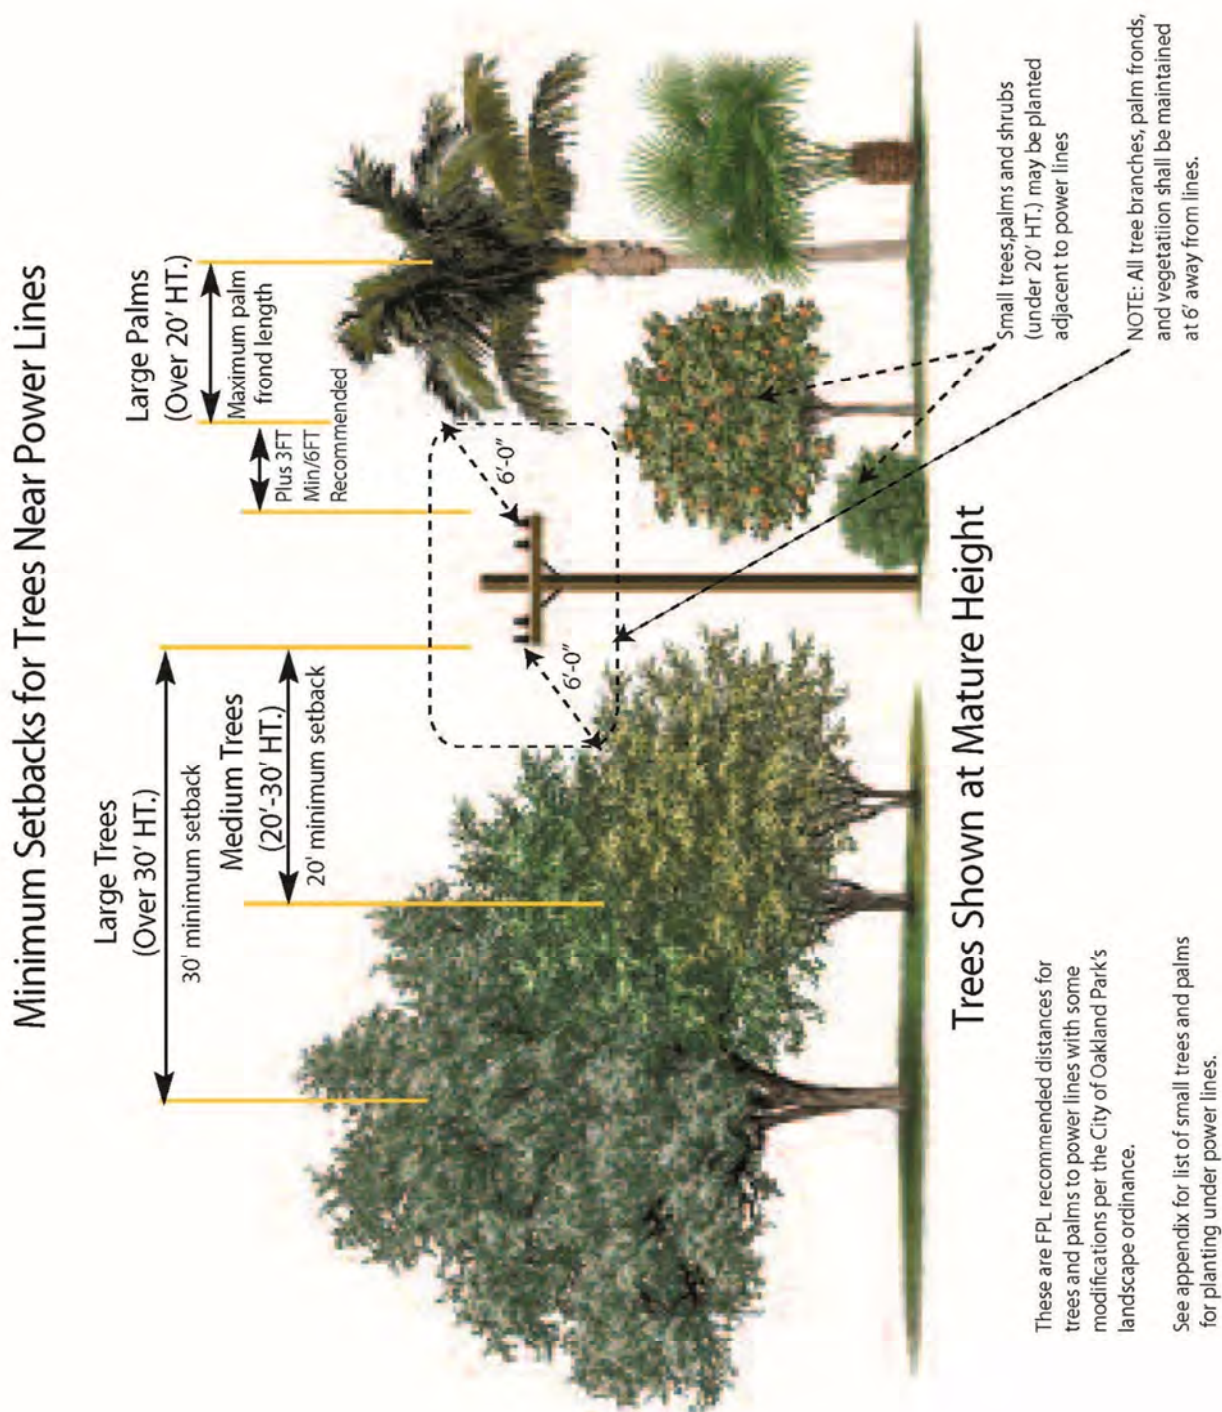 Minimum Setbacks for Trees Near Power Lines
Large Trees
(Over 30' HT.)
30' minimum setback
Medium Trees
(20'-30' HT.)
20' minimum setback
Large Palms
(Over 20' HT.)
Maximum palm
frond length
Plus 3FT
Min/6FT
Recommended
6'-0"
6'-0"
Trees Shown at Mature Height
Small trees,palms and shrubs
(under 20' HT.) may be planted
adjacent to power lines
NOTE: All tree branches, palm fronds,
and vegetation shall be maintained
at 6' away from lines.
These are FPL recommended distances for
trees and palms to power lines with some
modifications per the City of Oakland Park's
landscape ordinance.
See appendix for list of small trees and palms
for planting under power lines.